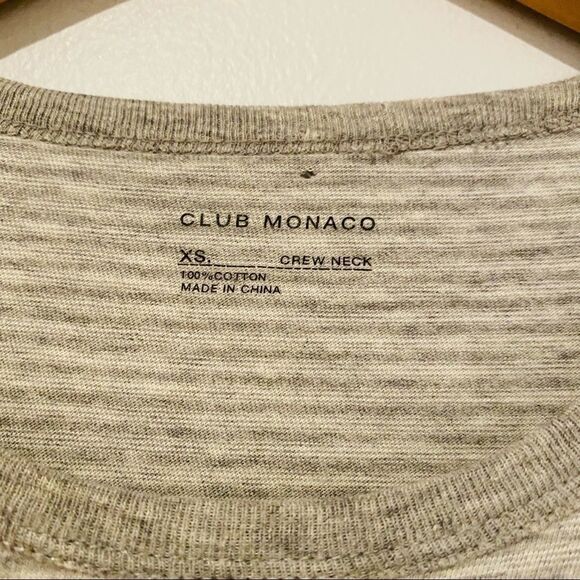 CLUB MONACO
XS. CREW NECK
100% COTTON
MADE IN CHINA